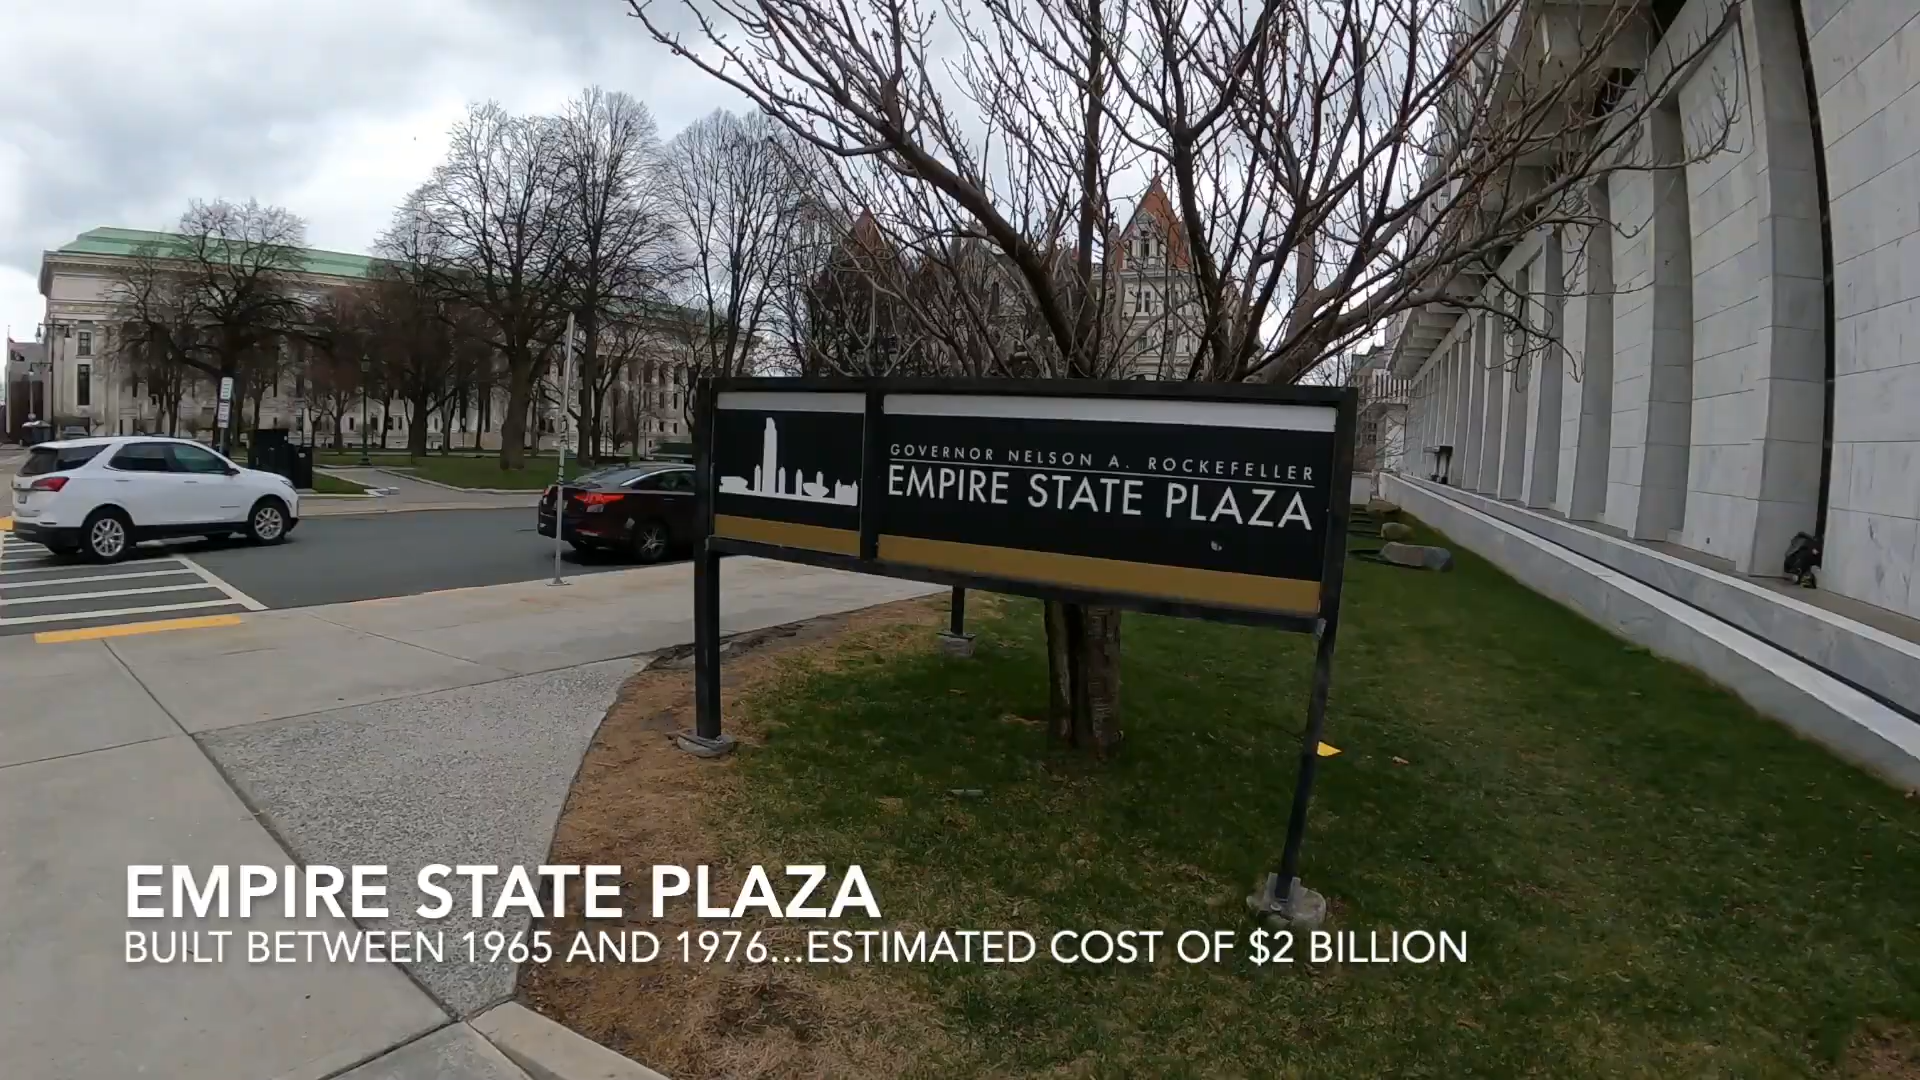 GOVERNOR NELSON A. ROCKEFELLER
EMPIRE STATE PLAZA
EMPIRE STATE PLAZA
BUILT BETWEEN 1965 AND 1976...ESTIMATED COST OF $2 BILLION